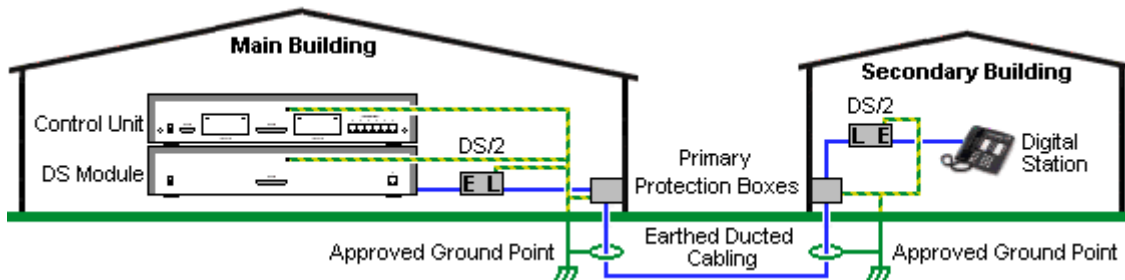 Main Building
Secondary Building
Control Unit
DS/2
DS Module
E L
DS/2
L E
Digital
Station
Primary
Protection Boxes
Approved Ground Point
Earthed Ducted
Cabling
Approved Ground Point